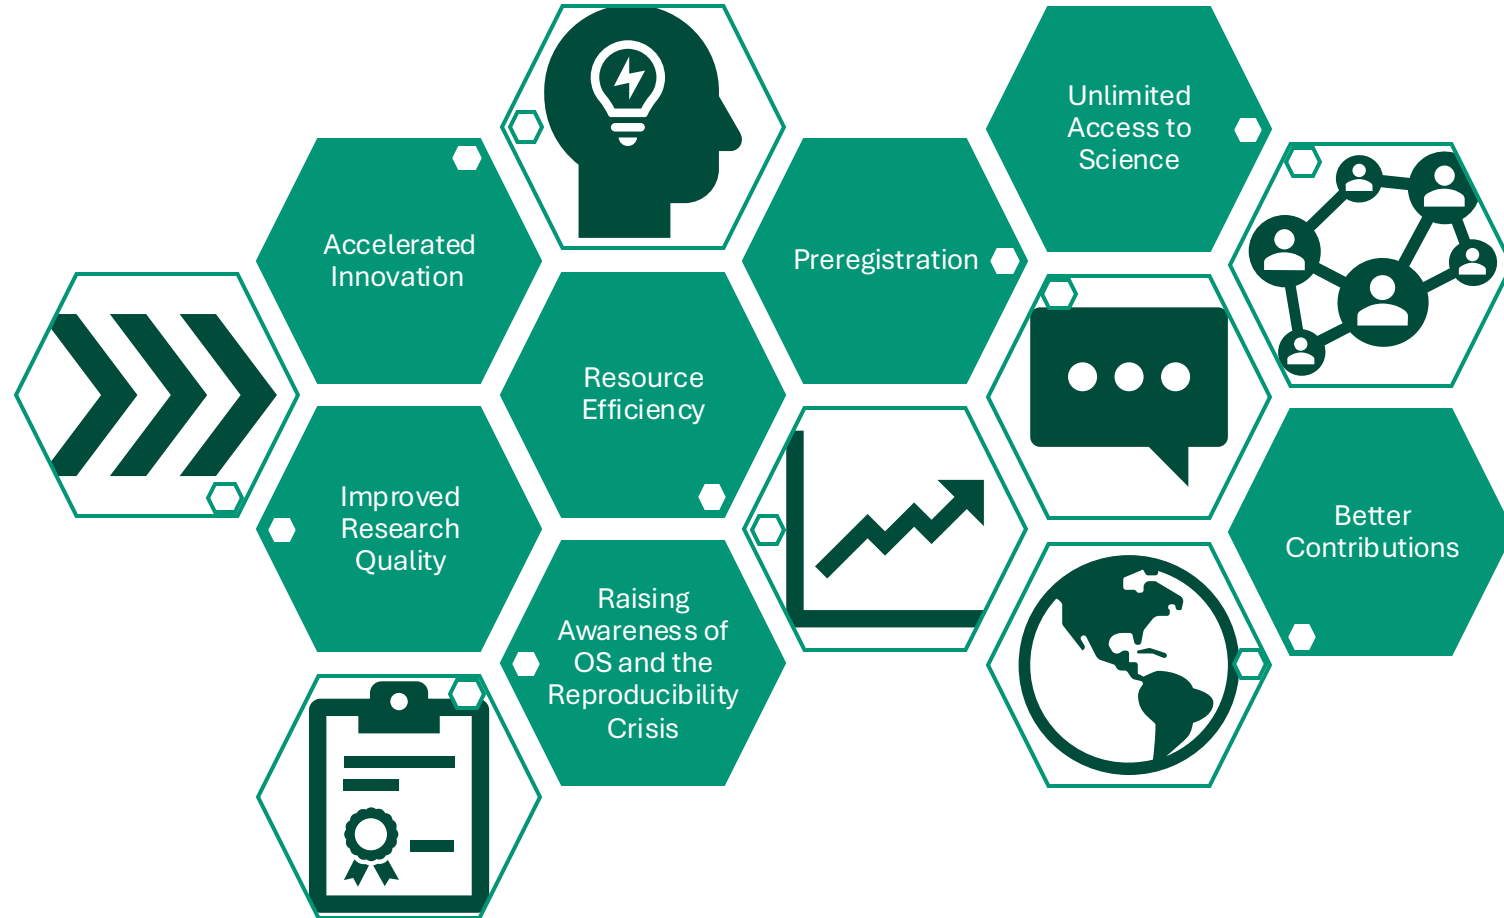 Unlimited
Access to
Science
Accelerated
Innovation
Preregistration
Resource
Efficiency
Improved
Research
Quality
Better
Contributions
Raising
Awareness of
OS and the
Reproducibility
Crisis